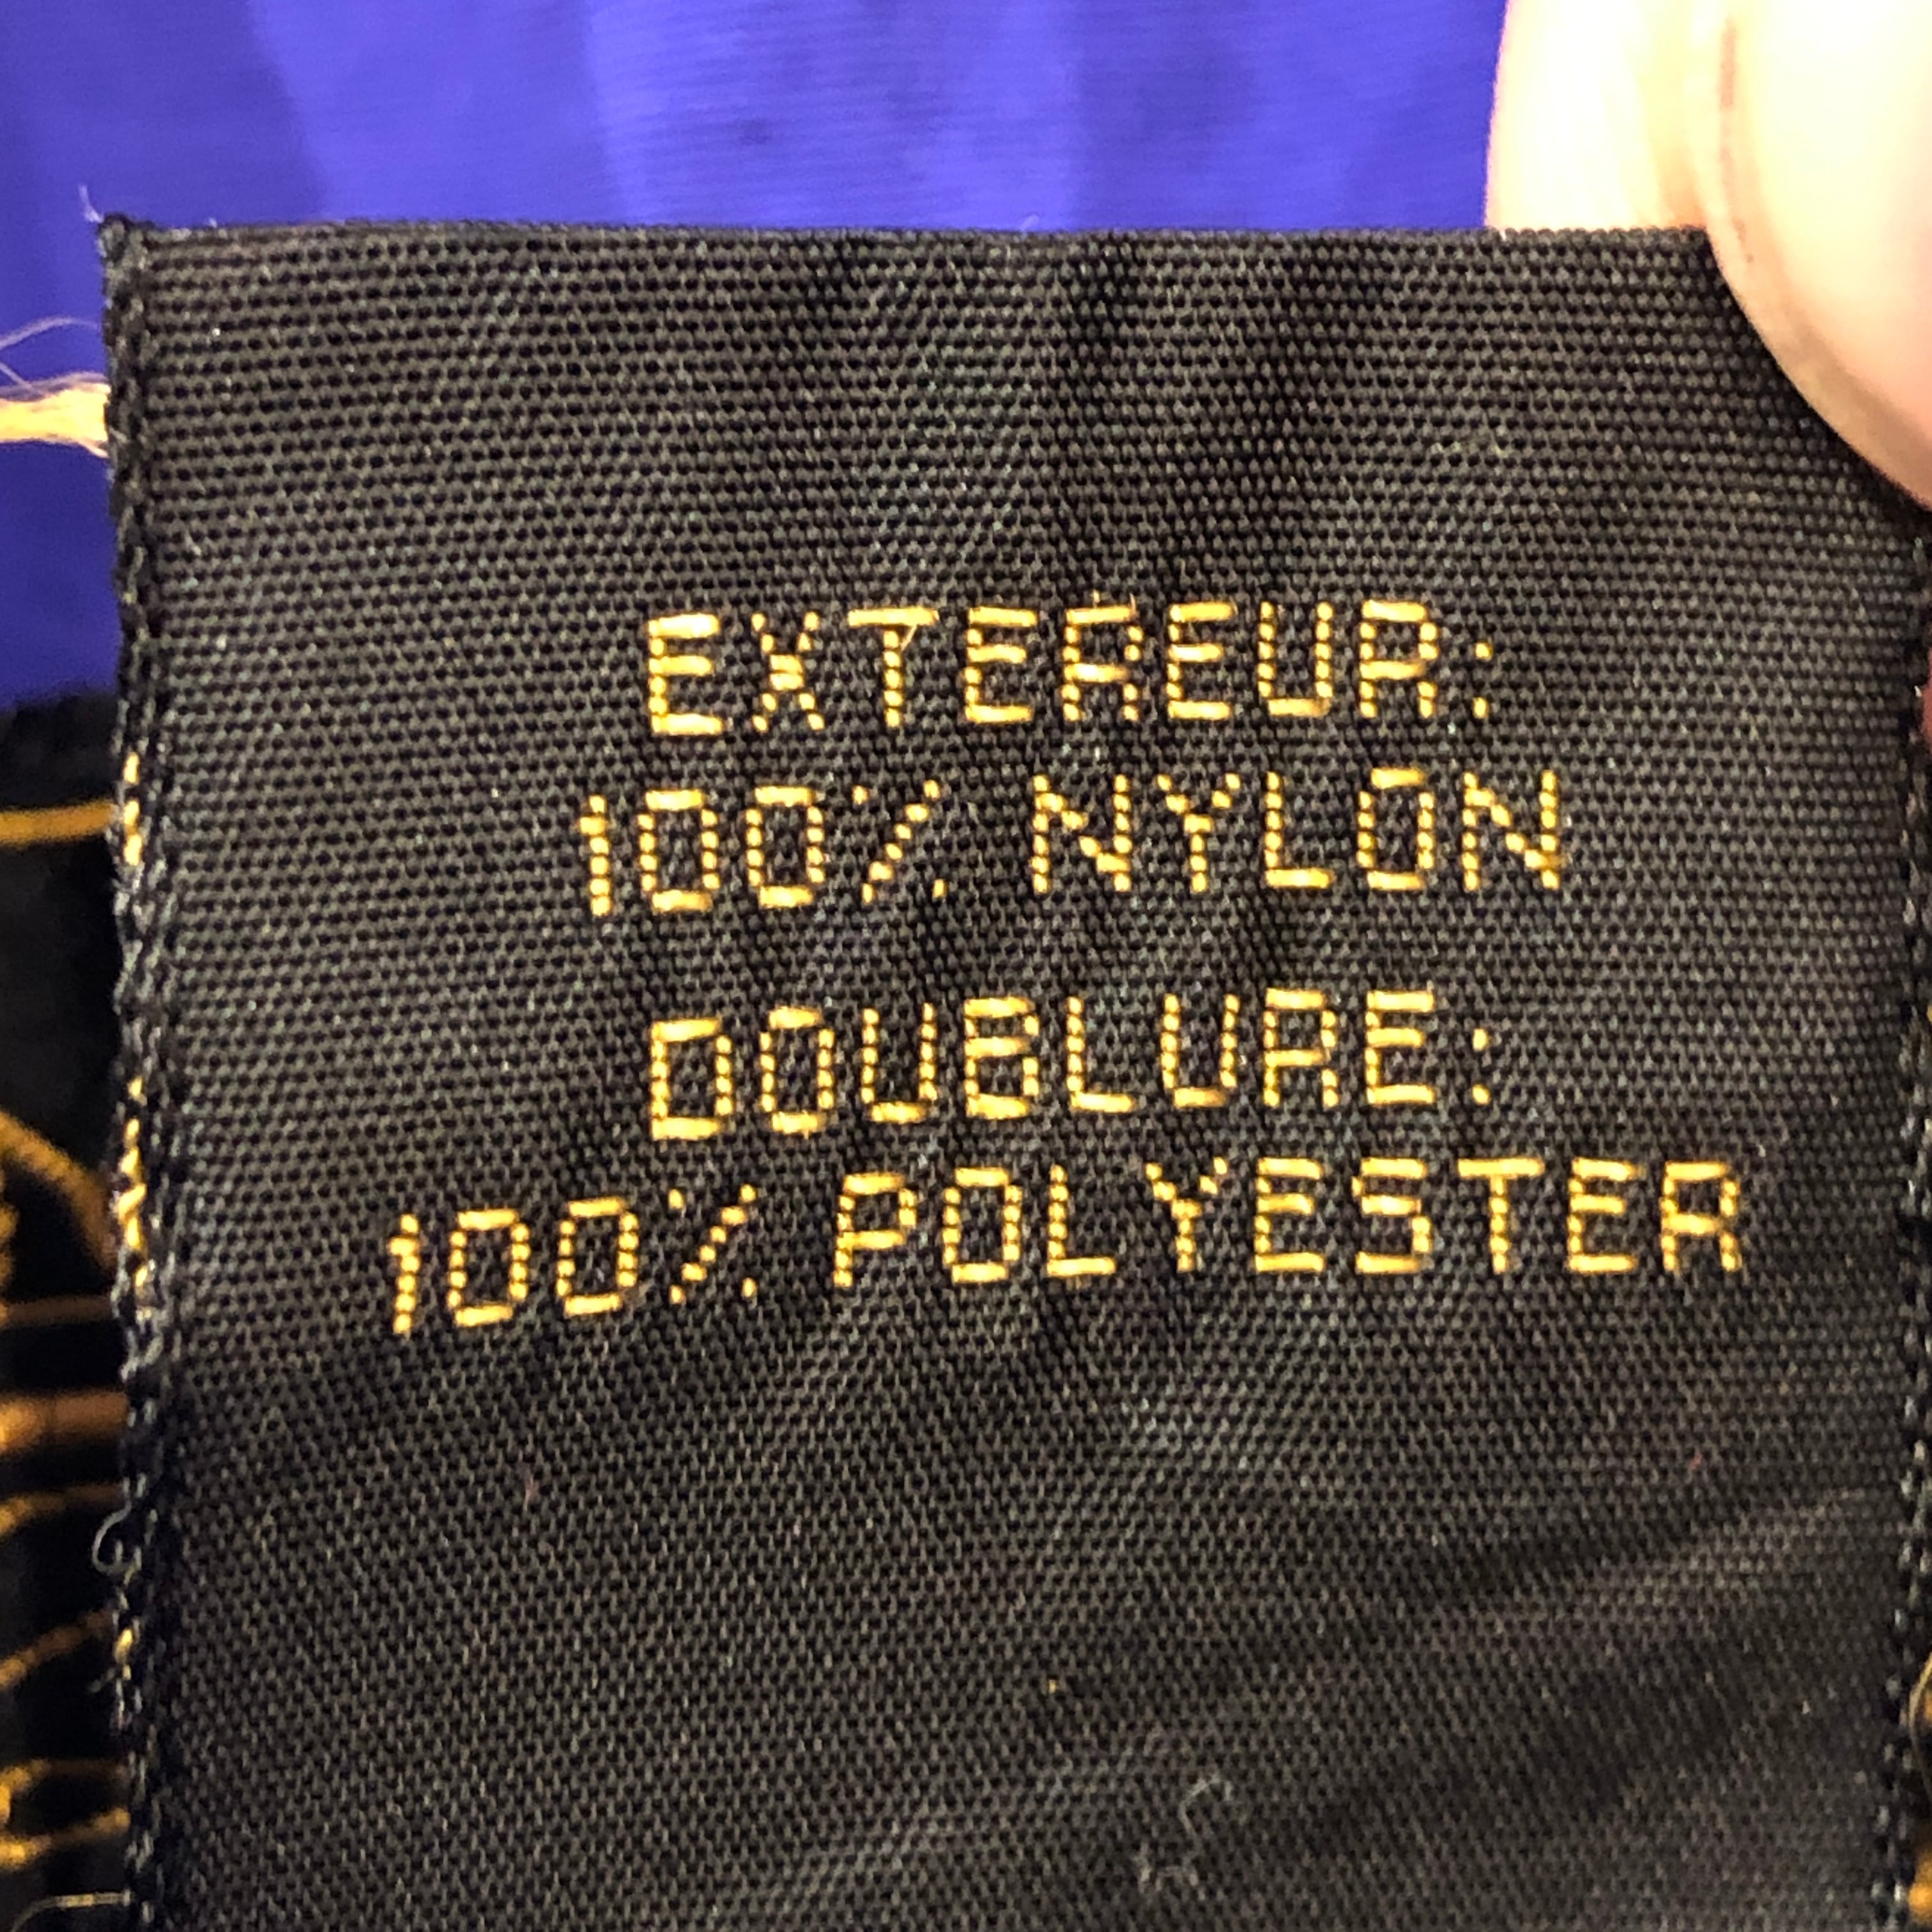 EXTEREUR:
100% NYLON
DOUBLURE:
100% POLYESTER